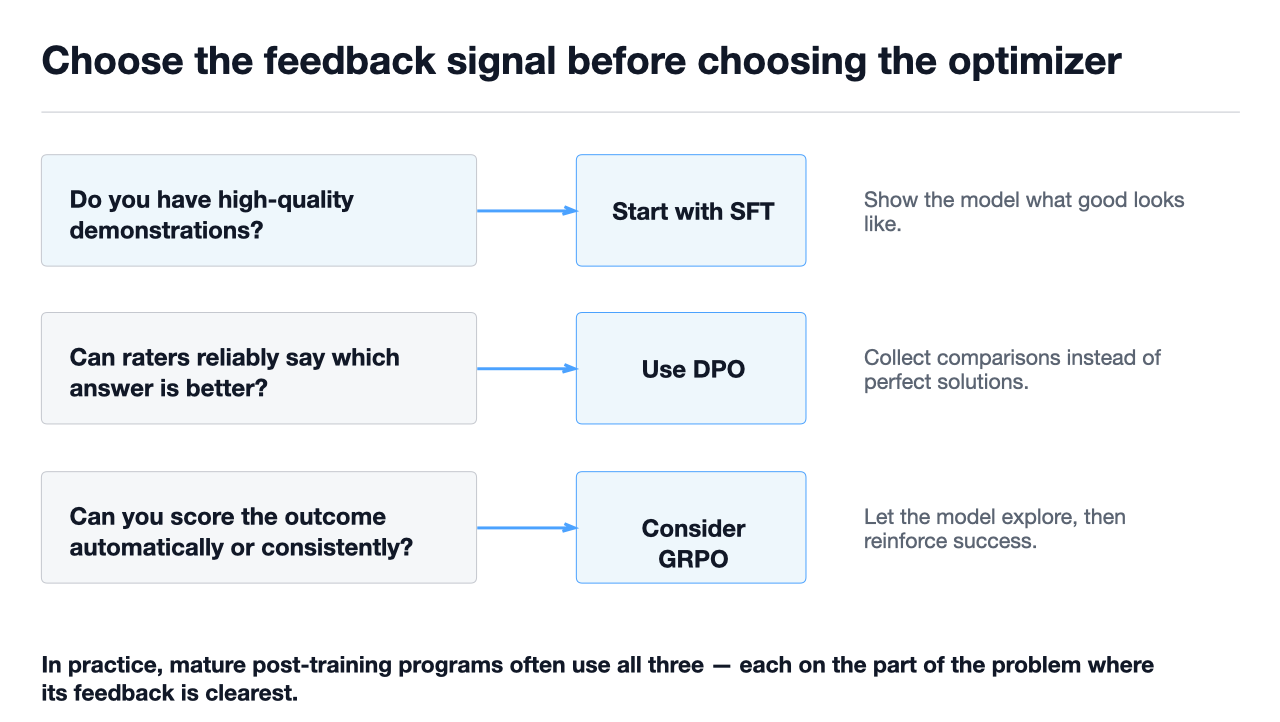 Choose the feedback signal before choosing the optimizer
Do you have high-quality
demonstrations?
Start with SFT
Show the model what good looks
like.
Can raters reliably say which
answer is better?
Use DPO
Collect comparisons instead of
perfect solutions.
Can you score the outcome
automatically or consistently?
Consider
GRPO
Let the model explore, then
reinforce success.
In practice, mature post-training programs often use all three — each on the part of the problem where
its feedback is clearest.